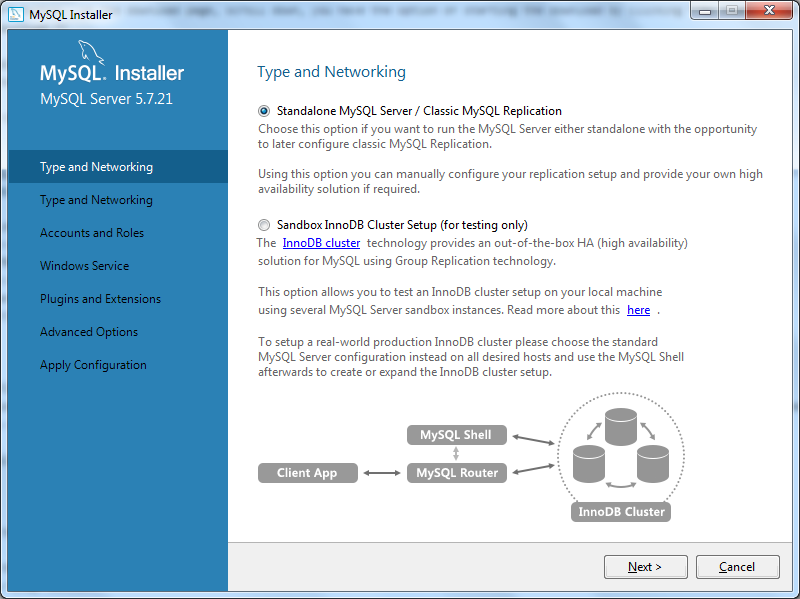 MySQL Installer
MySQL. Installer
MySQL Server 5.7.21
Type and Networking
Type and Networking
Accounts and Roles
Windows Service
Plugins and Extensions
Advanced Options
Apply Configuration
Type and Networking
Standalone MySQL Server / Classic MySQL Replication
Choose this option if you want to run the MySQL Server either standalone with the opportunity
to later configure classic MySQL Replication.
Using this option you can manually configure your replication setup and provide your own high
availability solution if required.
Sandbox InnoDB Cluster Setup (for testing only)
The InnoDB cluster technology provides an out-of-the-box HA (high availability)
solution for MySQL using Group Replication technology.
This option allows you to test an InnoDB cluster setup on your local machine
using several MySQL Server sandbox instances. Read more about this here .
To setup a real-world production InnoDB cluster please choose the standard
MySQL Server configuration instead on all desired hosts and use the MySQL Shell
afterwards to create or expand the InnoDB cluster setup.
MySQL Shell
Client App
MySQL Router
InnoDB Cluster
Next >
Cancel